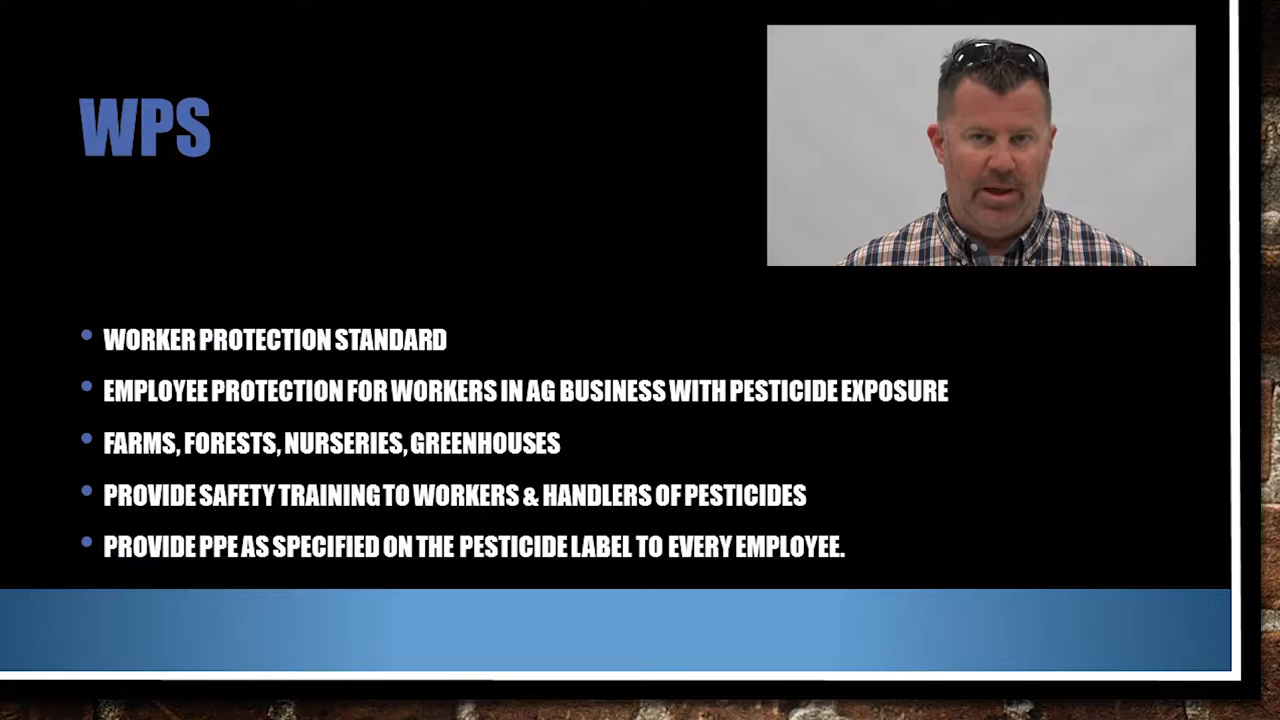 WPS
WORKER PROTECTION STANDARD
EMPLOYEE PROTECTION FOR WORKERS IN AG BUSINESS WITH PESTICIDE EXPOSURE
FARMS, FORESTS, NURSERIES, GREENHOUSES
PROVIDE SAFETY TRAINING TO WORKERS & HANDLERS OF PESTICIDES
PROVIDE PPE AS SPECIFIED ON THE PESTICIDE LABEL TO EVERY EMPLOYEE.